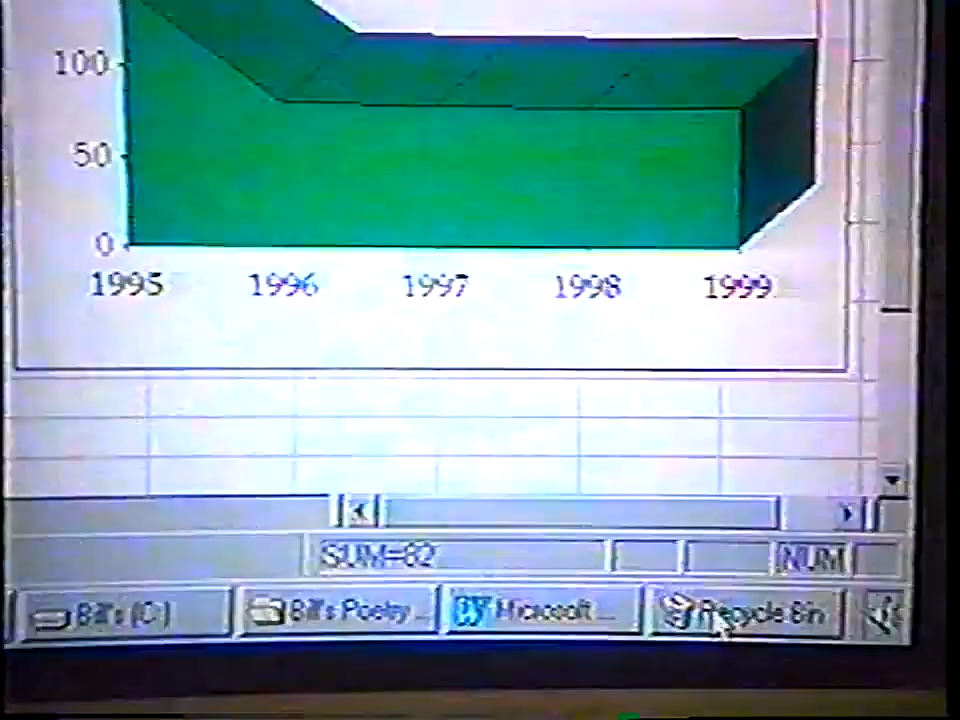 100
50
0
1995 1996 1997 1998 1999
SUM=82 NUM
Bill's (C:) Bill's Poetry... Microsoft ... Recycle Bin